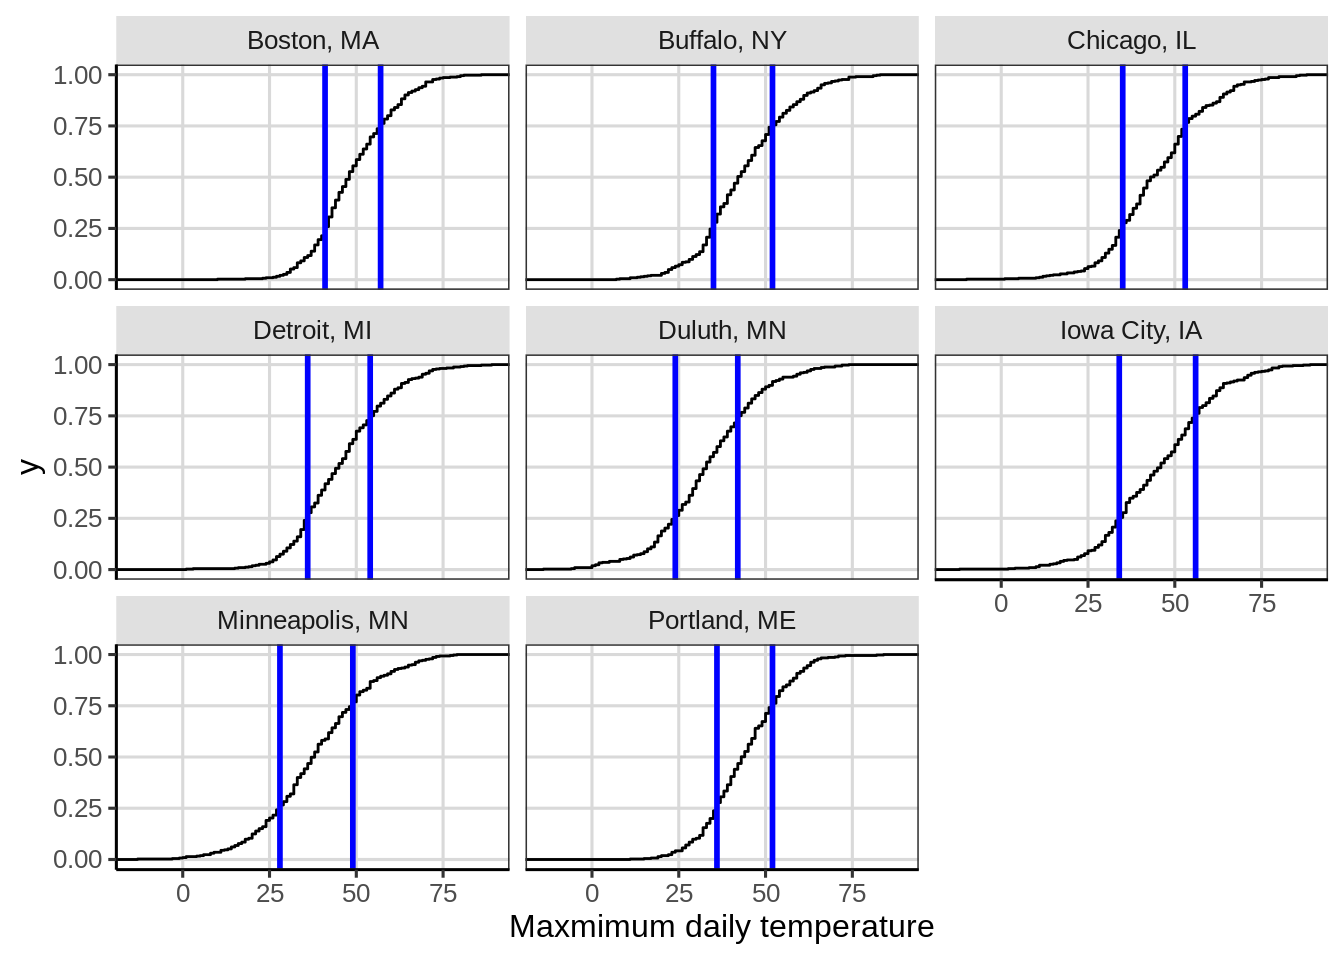 Boston, MA
Buffalo, NY
Chicago, IL
1.00
0.75
0.50
0.25
0.00
Detroit, MI
Duluth, MN
Iowa City, IA
1.00
0.75
0.50
0.25
0.00
0 25 50 75
Minneapolis, MN
Portland, ME
1.00
0.75
0.50
0.25
0.00
0 25 50 75
0 25 50 75
y
Maxmimum daily temperature